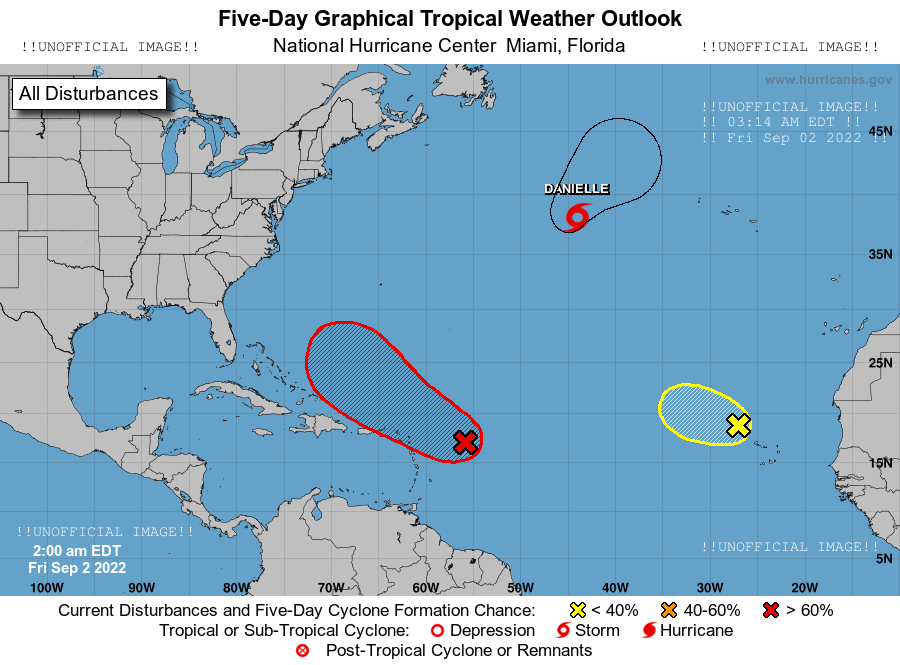 Five-Day Graphical Tropical Weather Outlook
!!UNOFFICIAL IMAGE!! National Hurricane Center Miami, Florida !!UNOFFICIAL IMAGE!!
All Disturbances
www.hurricanes.gov
!!UNOFFICIAL IMAGE!!
!! 03:14 AM EDT !!
!! Fri Sep 02 2022 !!
45N
DANIELLE
35N
25N
15N
!!UNOFFICIAL IMAGE!!
2:00 am EDT
Fri Sep 2 2022
!!UNOFFICIAL IMAGE!!
5N
100W 90W 80W 70W 60W 50W 40W 30W 20W
Current Disturbances and Five-Day Cyclone Formation Chance: < 40% 40-60% > 60%
Tropical or Sub-Tropical Cyclone: Depression Storm Hurricane
Post-Tropical Cyclone or Remnants